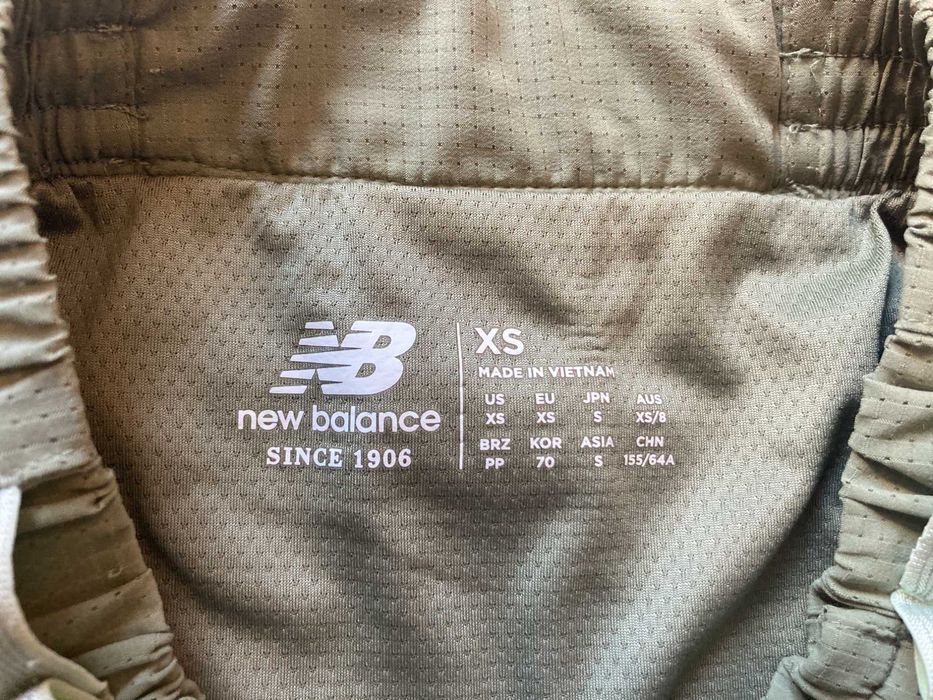 NB
new balance
SINCE 1906
XS
MADE IN VIETNAM
US EU JPN AUS
XS XS S XS/8
BRZ KOR ASIA CHN
PP 70 S 155/64A